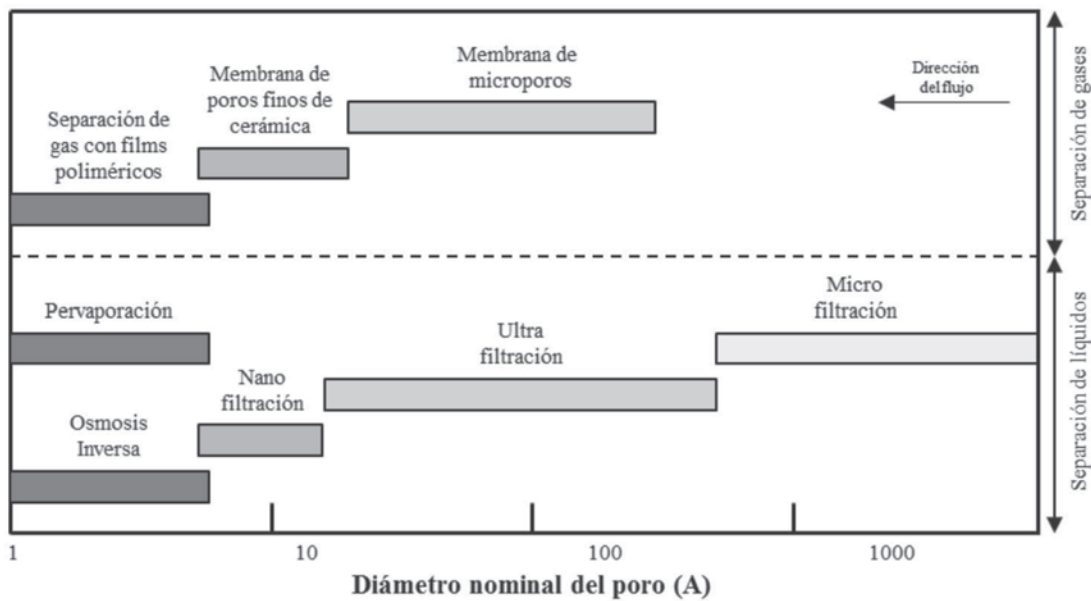 Membrana de
poros finos de
cerámica
Membrana de
microporos
Dirección
del flujo
Separación de
gas con films
poliméricos
Separación de gases
Pervaporación
Micro
filtración
Ultra
filtración
Nano
filtración
Osmosis
Inversa
Separación de líquidos
1 10 100 1000
Diámetro nominal del poro (A)